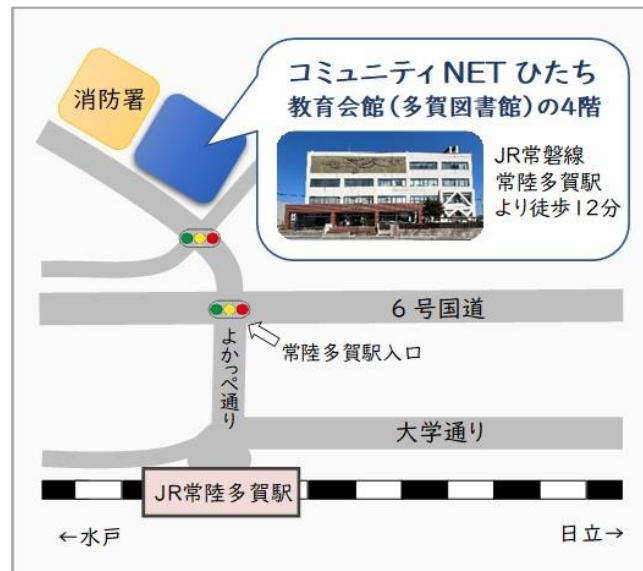 消防署
コミュニティNET ひたち
教育会館(多賀図書館)の4階
JR常磐線
常陸多賀駅
より徒歩12分
6号国道
常陸多賀駅入口
よかっぺ通り
大学通り
JR常陸多賀駅
←水戸
日立→